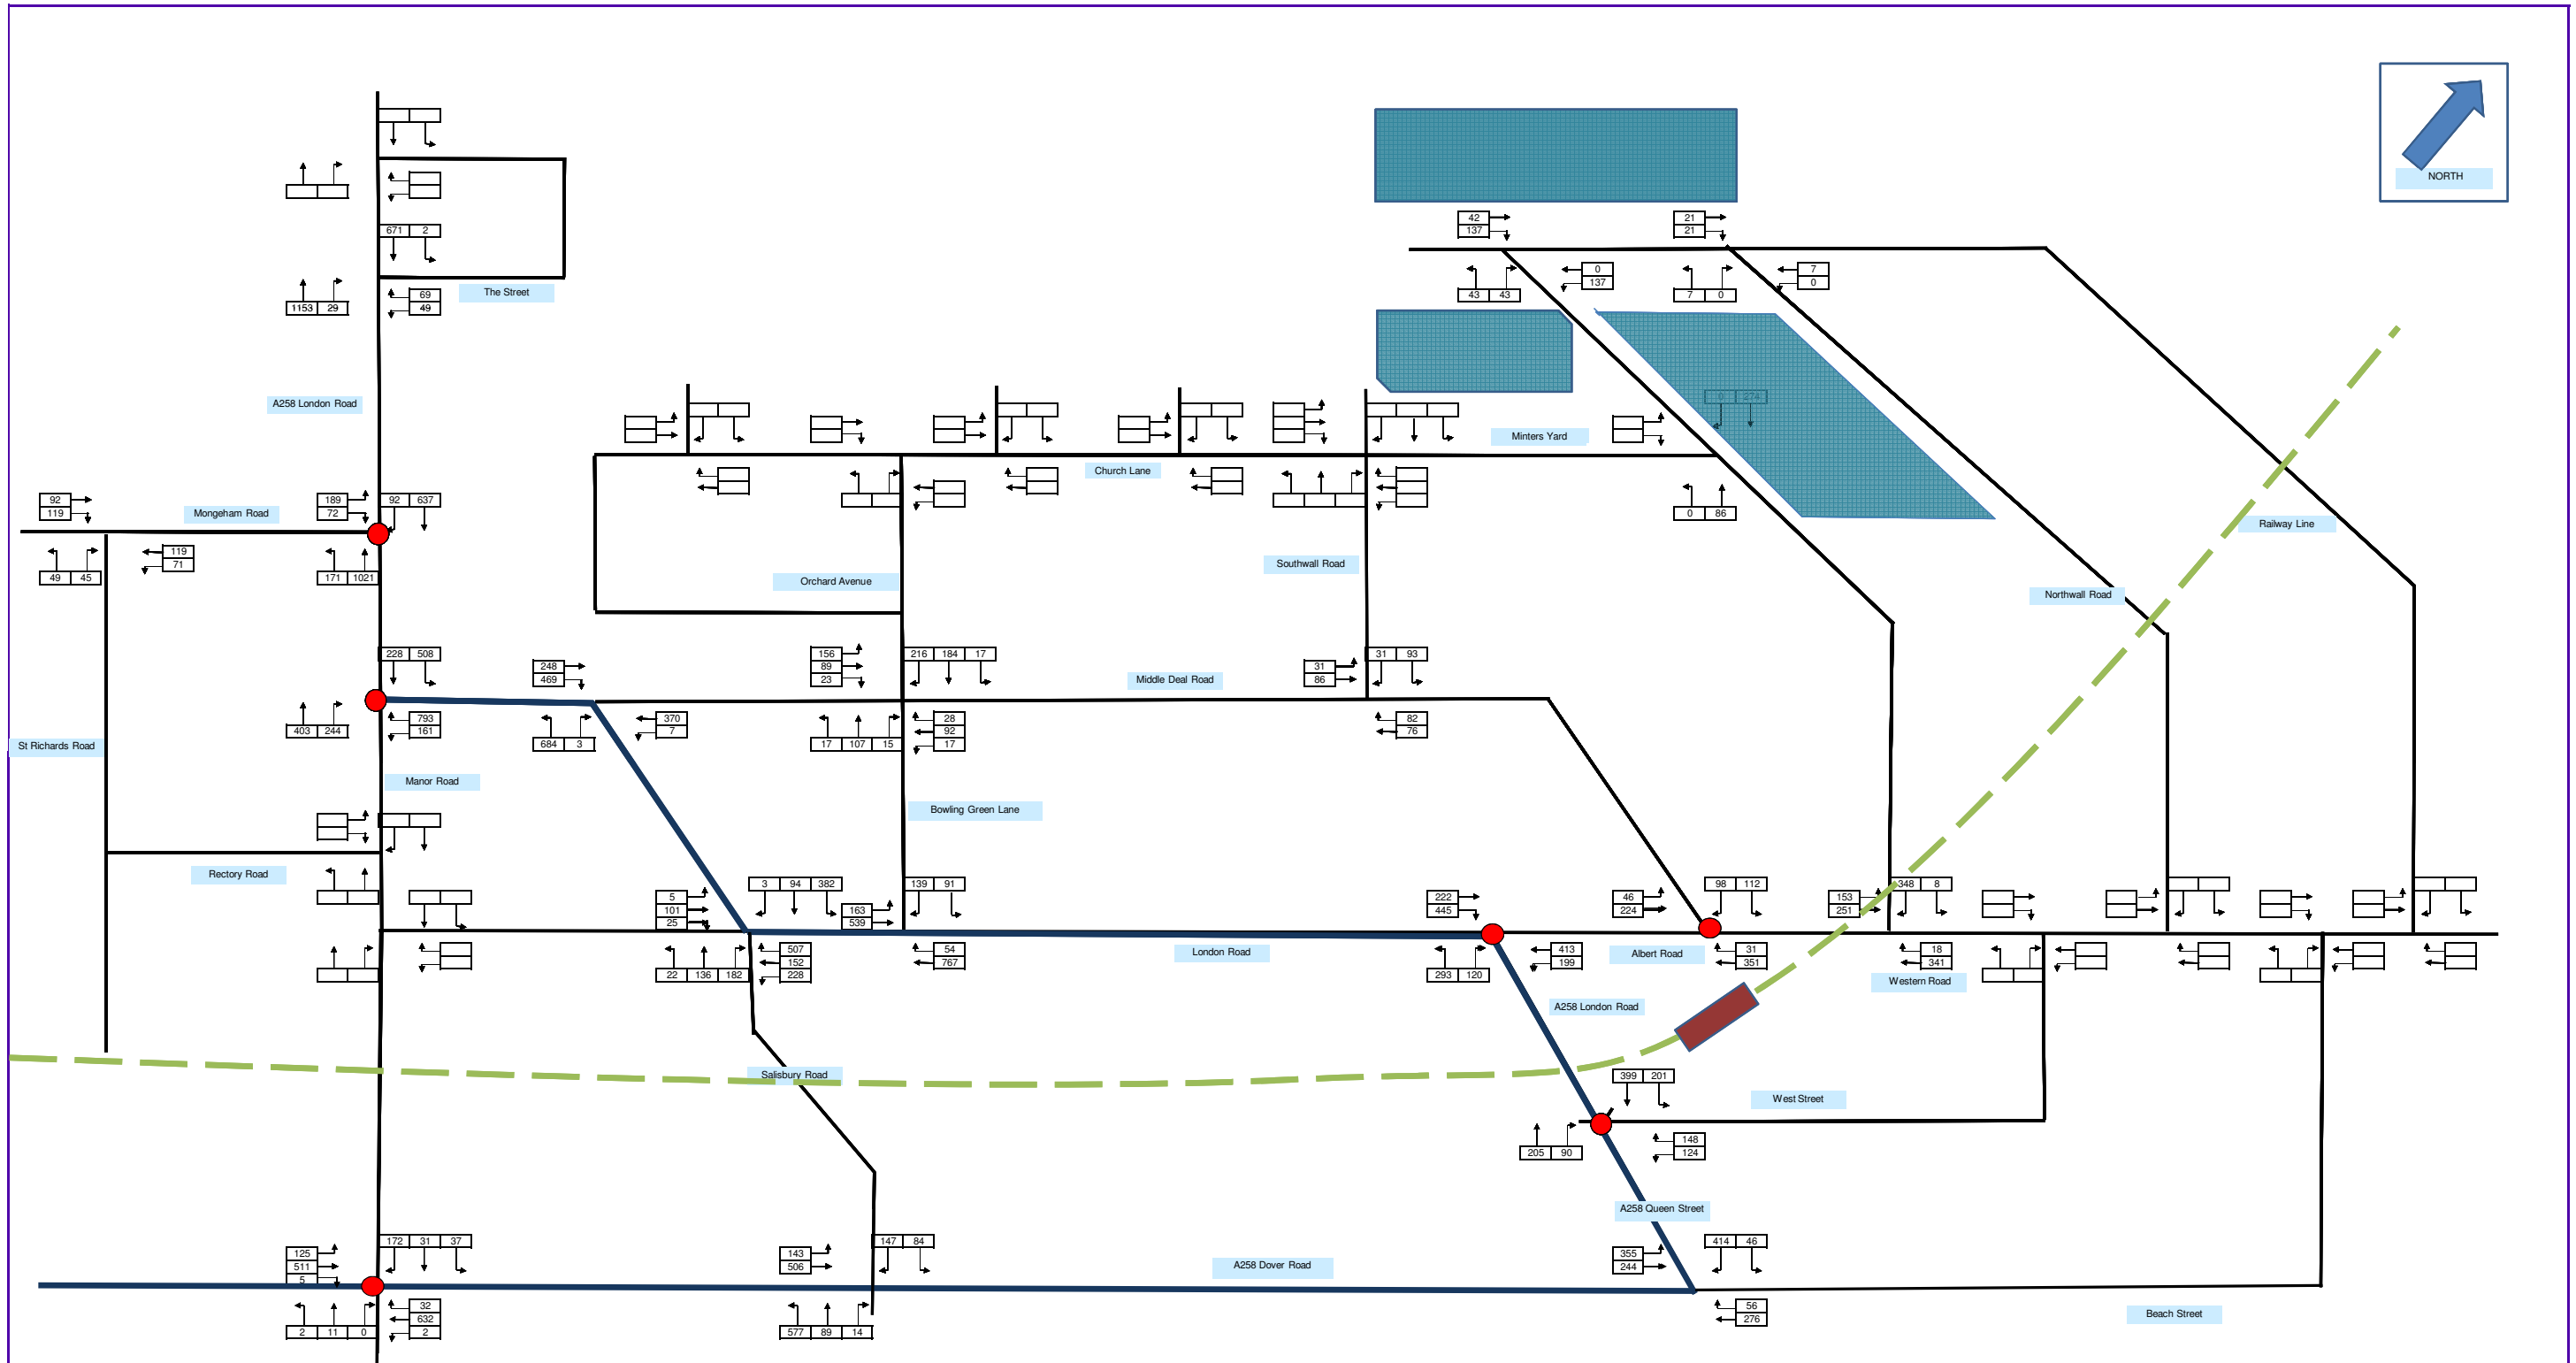 NORTH
42
137
21
21
671 2
0
137
7
0
43 43
7 0
The Street
69
49
1153 29
A258 London Road
0 274
Minters Yard
Church Lane
92
119
189
72
92 637
Mongeham Road
0 86
Railway Line
119
71
49 45
171 1021
Southwall Road
Orchard Avenue
Northwall Road
228 508
248
469
156
89
23
216 184 17
31
86
31 93
Middle Deal Road
793
161
403 244
370
7
684 3
28
92
17
17 107 15
82
76
St Richards Road
Manor Road
Bowling Green Lane
Rectory Road
5
101
25
3 94 382
163
539
139 91
222
445
46
224
98 112
153
251
348 8
507
152
228
22 136 182
54
767
London Road
293 120
413
199
Albert Road
31
351
18
341
Western Road
A258 London Road
Salisbury Road
399 201
West Street
205 90
148
124
A258 Queen Street
125
511
5
172 31 37
143
506
147 84
A258 Dover Road
355
244
414 46
32
632
2
2 11 0
577 89 14
56
276
Beach Street